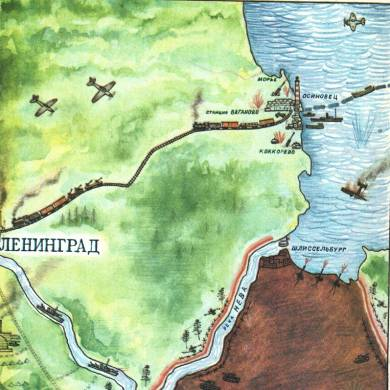 МОРЬЕ
ОСИНОВЕЦ
СТАНЦИЯ ВАГАНОВО
КОККОРЕВО
ЛЕНИНГРАД
ШЛИССЕЛЬБУРГ
РЕКА НЕВА